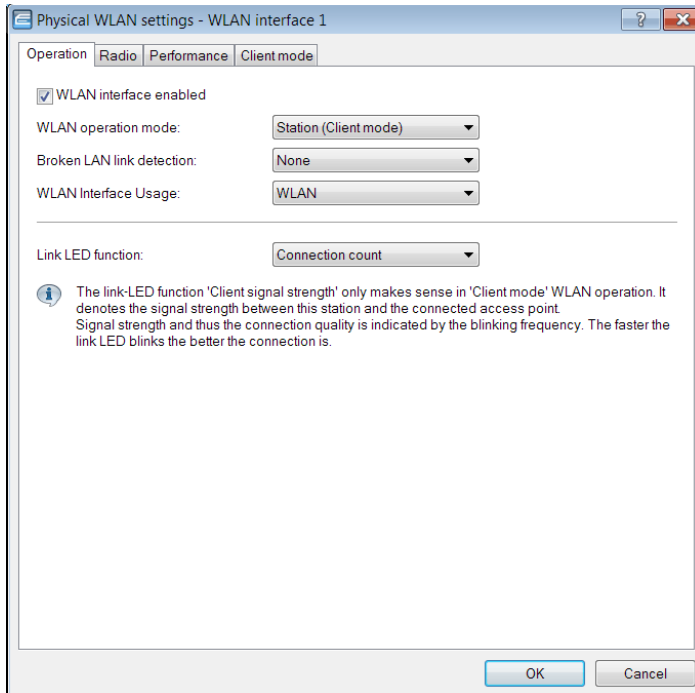 Physical WLAN settings - WLAN interface 1
Operation Radio Performance Client mode
WLAN interface enabled
WLAN operation mode: Station (Client mode)
Broken LAN link detection: None
WLAN Interface Usage: WLAN
Link LED function: Connection count
The link-LED function 'Client signal strength' only makes sense in 'Client mode' WLAN operation. It
denotes the signal strength between this station and the connected access point.
Signal strength and thus the connection quality is indicated by the blinking frequency. The faster the
link LED blinks the better the connection is.
OK Cancel